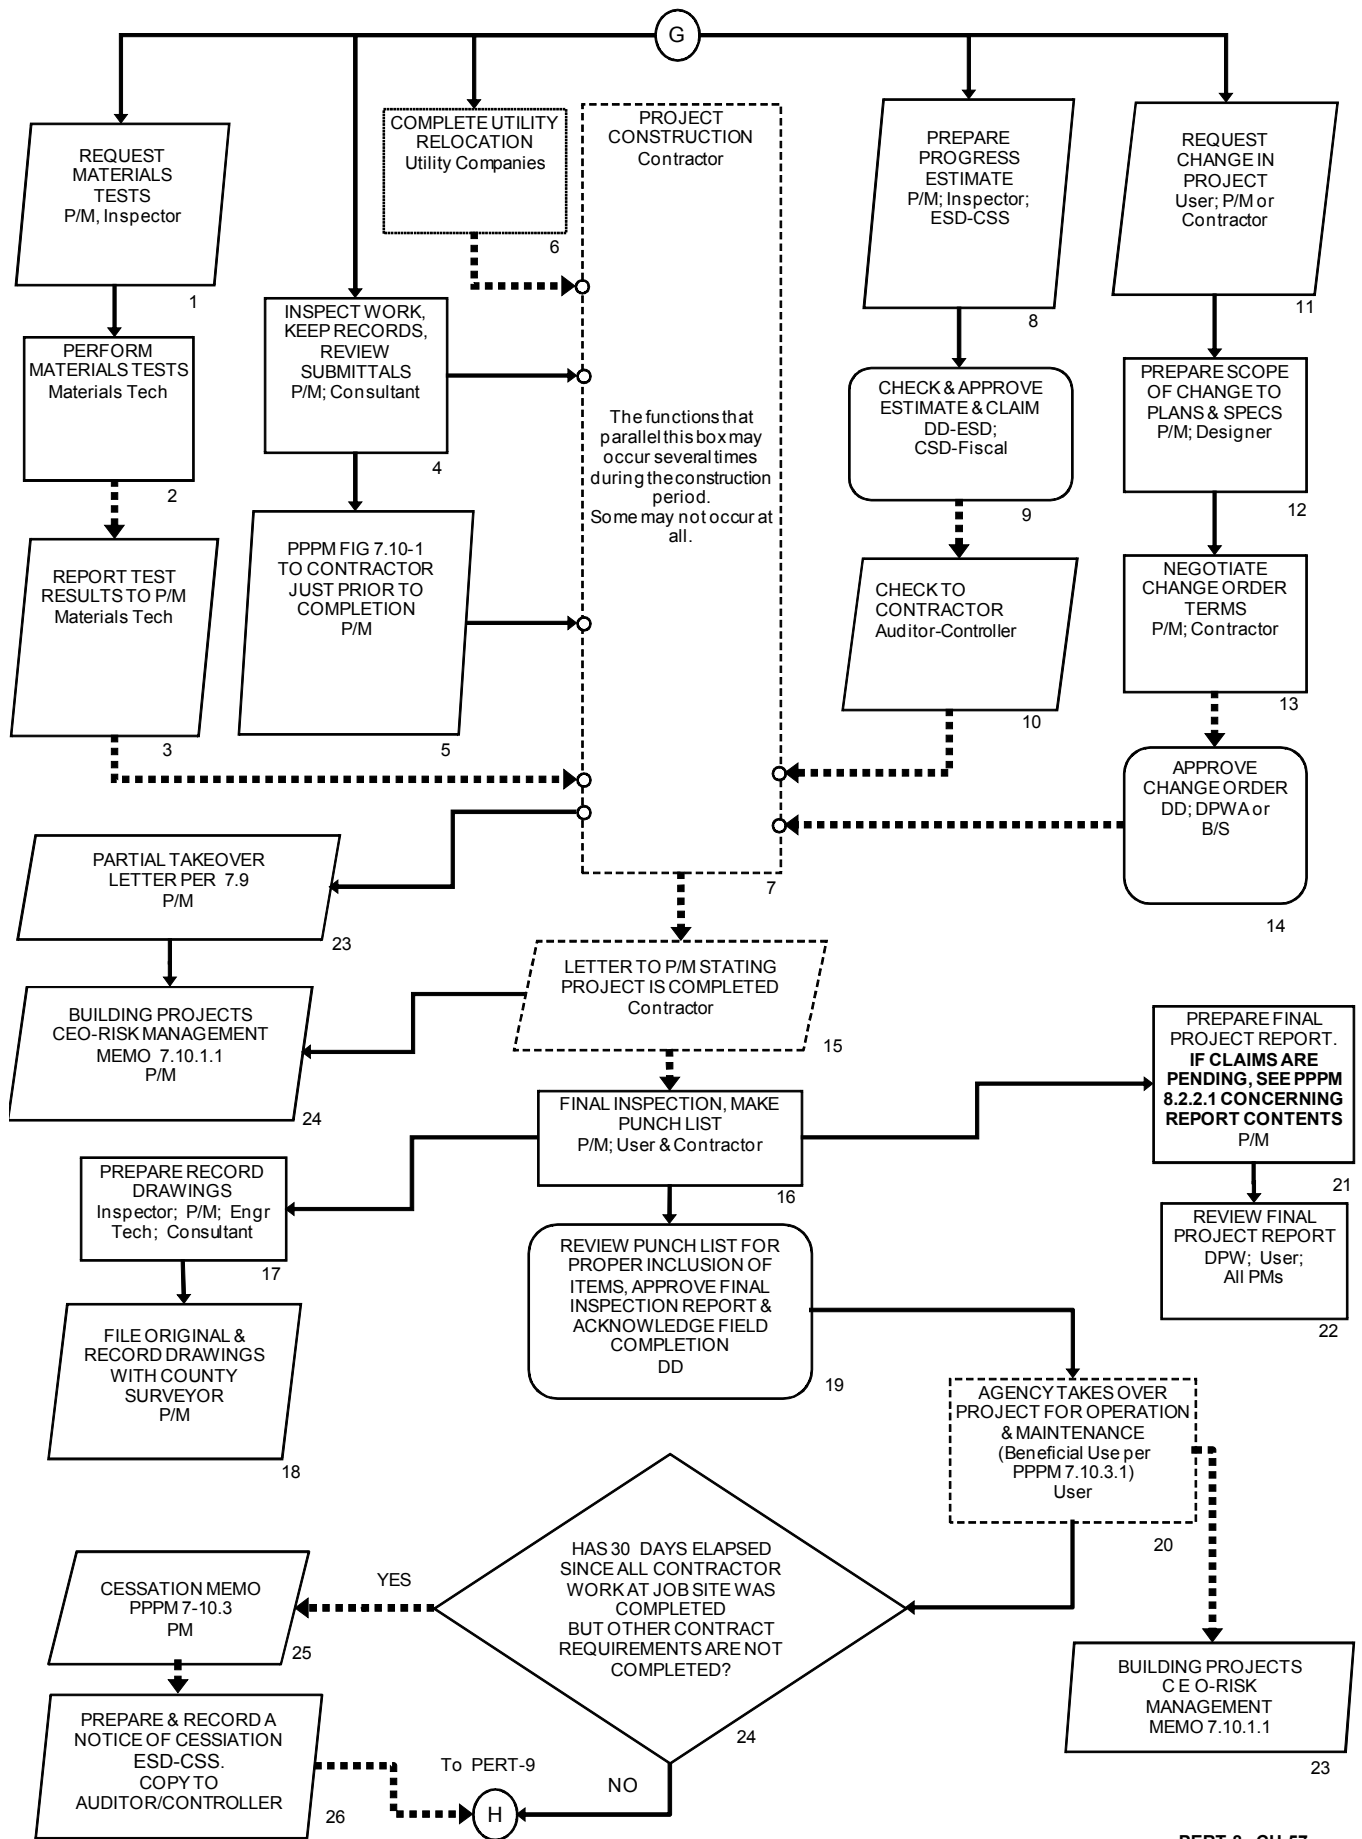 G
REQUEST
MATERIALS
TESTS
P/M, Inspector
1
PERFORM
MATERIALS TESTS
Materials Tech
2
REPORT TEST
RESULTS TO P/M
Materials Tech
3
INSPECT WORK,
KEEP RECORDS,
REVIEW
SUBMITTALS
P/M; Consultant
4
PPPM FIG 7.10-1
TO CONTRACTOR
JUST PRIOR TO
COMPLETION
P/M
5
COMPLETE UTILITY
RELOCATION
Utility Companies
6
PROJECT
CONSTRUCTION
Contractor
The functions that
parallel this box may
occur several times
during the construction
period.
Some may not occur at
all.
7
PREPARE
PROGRESS
ESTIMATE
P/M; Inspector;
ESD-CSS
8
CHECK & APPROVE
ESTIMATE & CLAIM
DD-ESD;
CSD-Fiscal
9
CHECK TO
CONTRACTOR
Auditor-Controller
10
REQUEST
CHANGE IN
PROJECT
User; P/M or
Contractor
11
PREPARE SCOPE
OF CHANGE TO
PLANS & SPECS
P/M; Designer
12
NEGOTIATE
CHANGE ORDER
TERMS
P/M; Contractor
13
APPROVE
CHANGE ORDER
DD; DPWA or
B/S
14
PARTIAL TAKEOVER
LETTER PER 7.9
P/M
23
BUILDING PROJECTS
CEO-RISK MANAGEMENT
MEMO 7.10.1.1
P/M
24
LETTER TO P/M STATING
PROJECT IS COMPLETED
Contractor
15
FINAL INSPECTION, MAKE
PUNCH LIST
P/M; User & Contractor
16
PREPARE RECORD
DRAWINGS
Inspector; P/M; Engr
Tech; Consultant
17
FILE ORIGINAL &
RECORD DRAWINGS
WITH COUNTY
SURVEYOR
P/M
18
REVIEW PUNCH LIST FOR
PROPER INCLUSION OF
ITEMS, APPROVE FINAL
INSPECTION REPORT &
ACKNOWLEDGE FIELD
COMPLETION
DD
19
PREPARE FINAL
PROJECT REPORT.
IF CLAIMS ARE
PENDING, SEE PPPM
8.2.2.1 CONCERNING
REPORT CONTENTS
P/M
21
REVIEW FINAL
PROJECT REPORT
DPW; User;
All PMs
22
AGENCY TAKES OVER
PROJECT FOR OPERATION
& MAINTENANCE
(Beneficial Use per
PPPM 7.10.3.1)
User
20
BUILDING PROJECTS
C E O-RISK
MANAGEMENT
MEMO 7.10.1.1
23
HAS 30 DAYS ELAPSED
SINCE ALL CONTRACTOR
WORK AT JOB SITE WAS
COMPLETED
BUT OTHER CONTRACT
REQUIREMENTS ARE NOT
COMPLETED?
24
YES
CESSATION MEMO
PPPM 7-10.3
PM
25
PREPARE & RECORD A
NOTICE OF CESSIATION
ESD-CSS.
COPY TO
AUDITOR/CONTROLLER
26
To PERT-9
NO
H